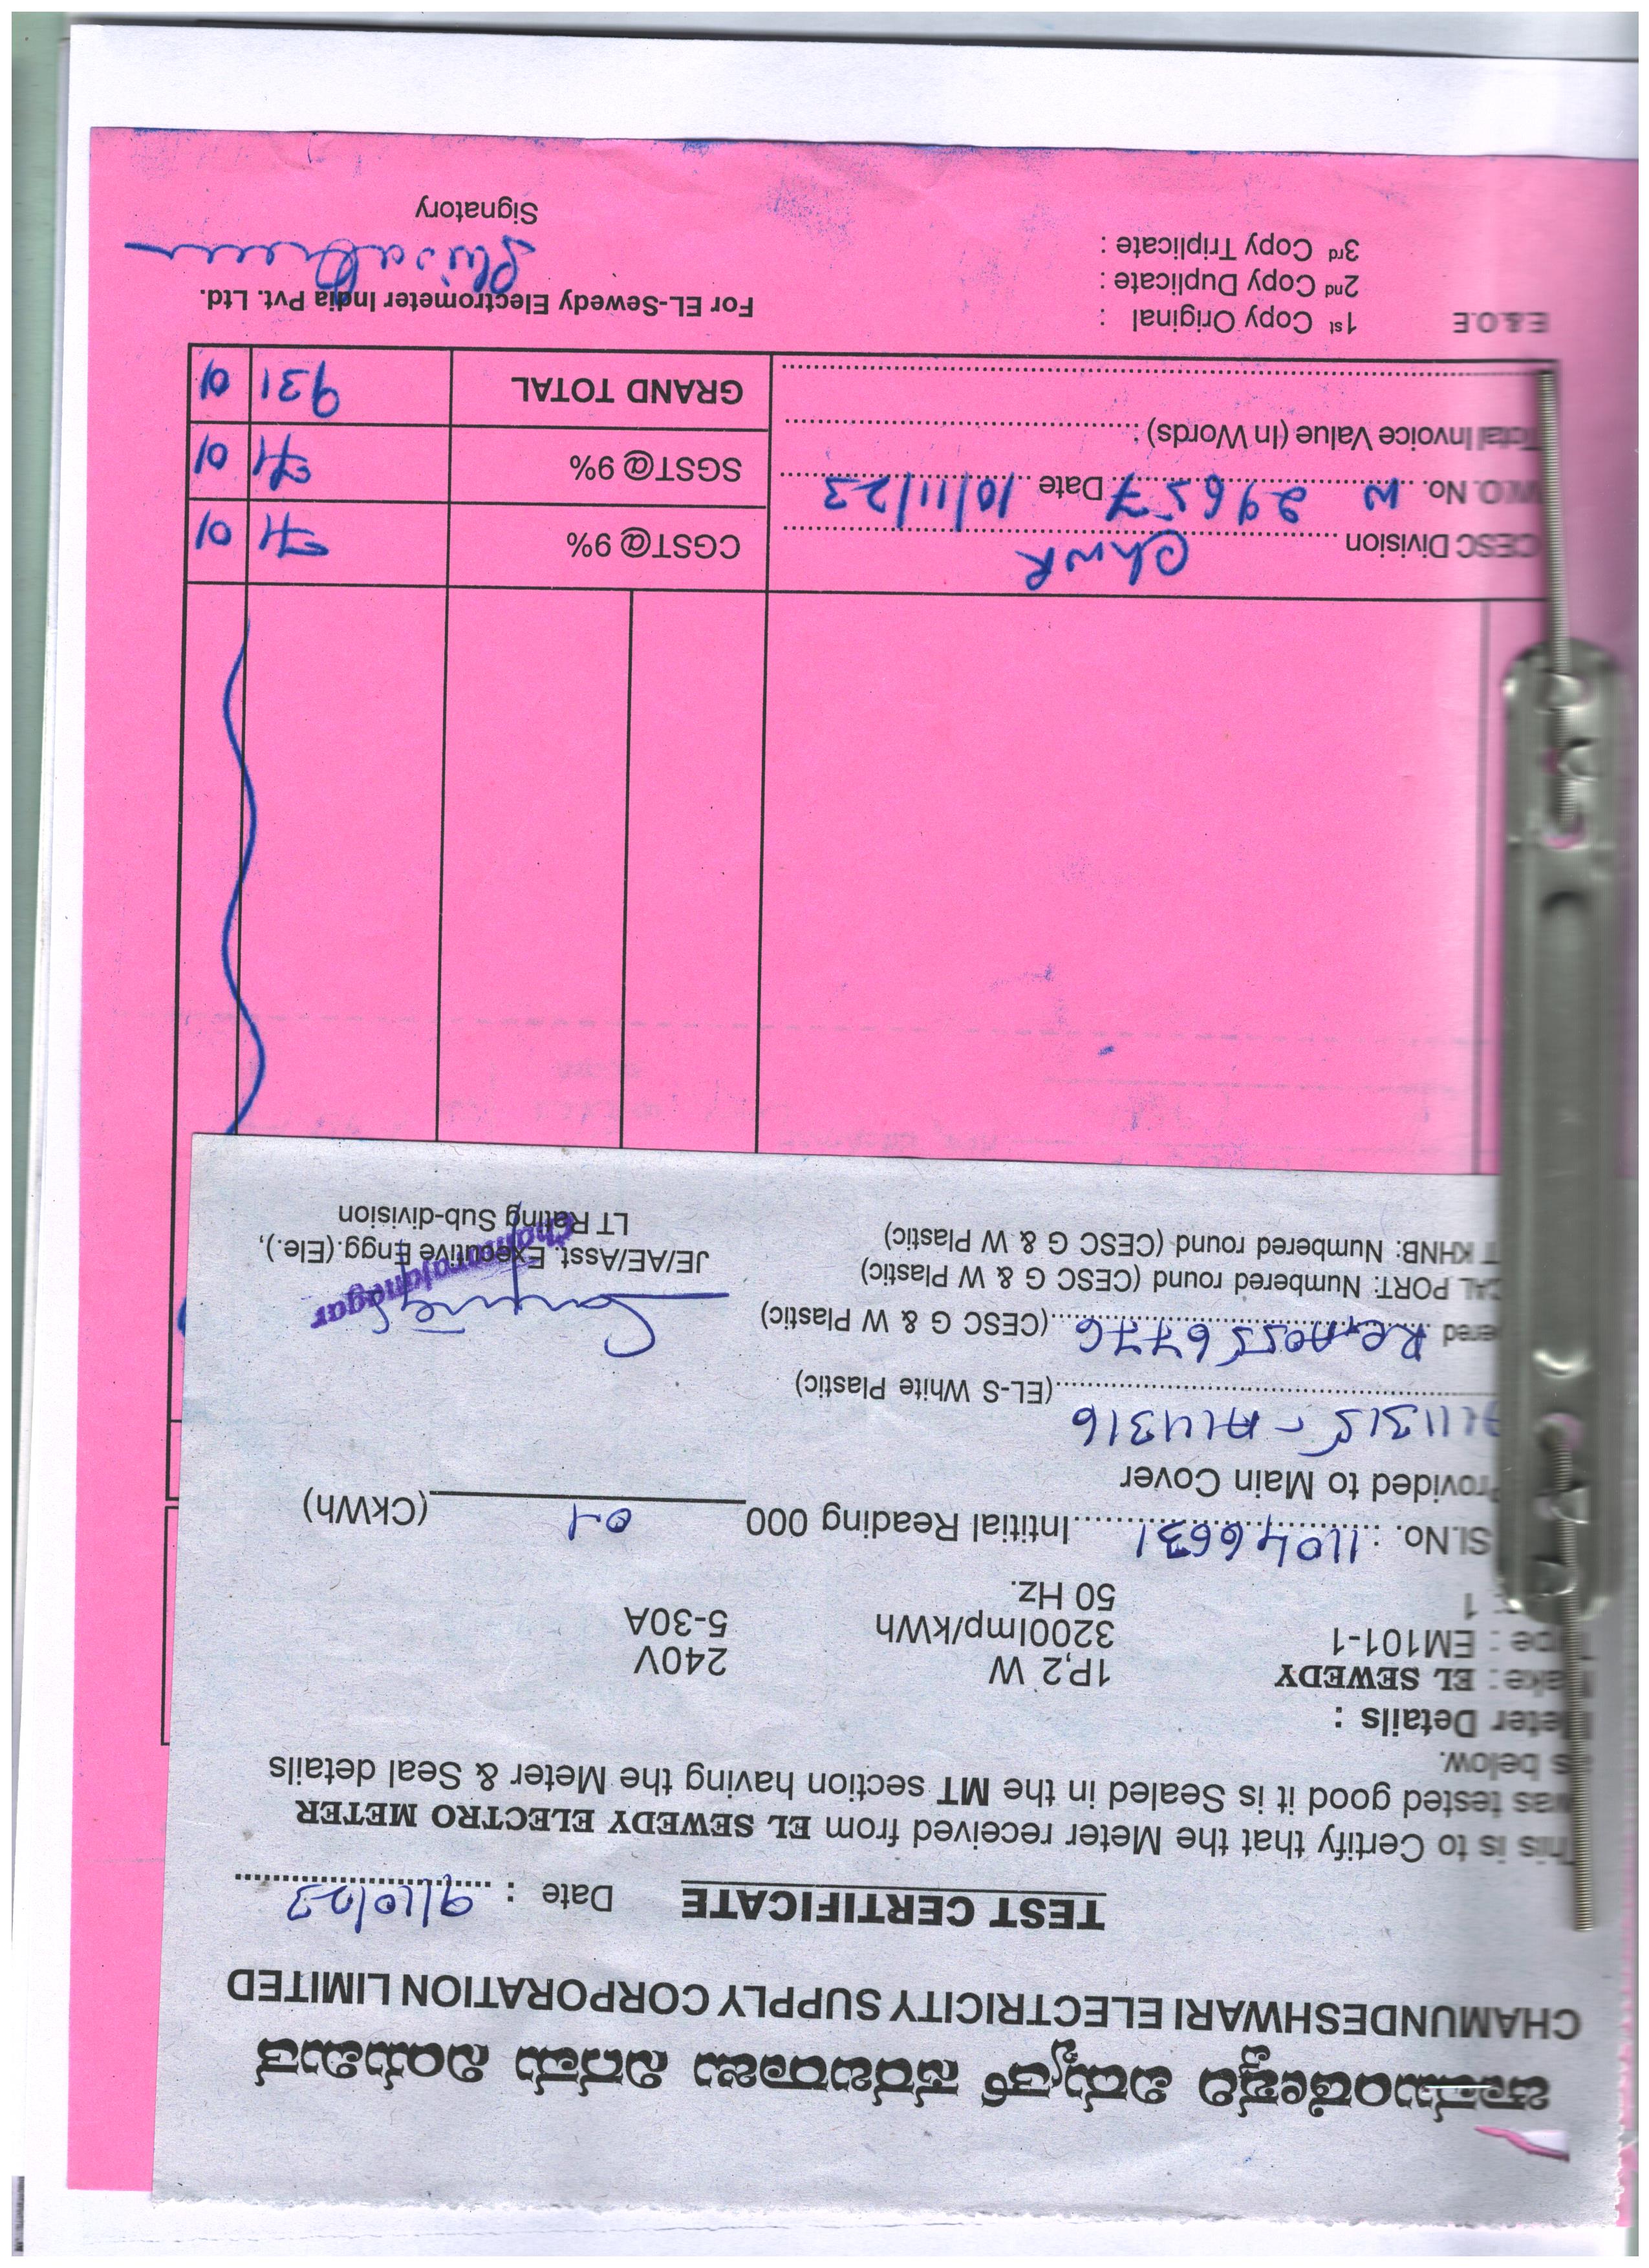 ಚಾಮುಂಡೇಶ್ವರಿ ವಿದ್ಯುತ್ ಸರಬರಾಜು ನಿಗಮ ನಿಯಮಿತ
CHAMUNDESHWARI ELECTRICITY SUPPLY CORPORATION LIMITED
TEST CERTIFICATE Date : 9/10/23
This is to Certify that the Meter received from EL SEWEDY ELECTRO METER
was tested good it is Sealed in the MT section having the Meter & Seal details
as below.
Meter Details :
Make : EL SEWEDY 1P,2 W 240V
Type : EM101-1 3200Imp/kWh 5-30A
: 1 50 Hz.
Sl.No. : 11046631 Intitial Reading 000 01 (CkWh)
Provided to Main Cover
A4316 (EL-S White Plastic)
(CESC G & W Plastic)
CAL PORT: Numbered round (CESC G & W Plastic)
T KHNB: Numbered round (CESC G & W Plastic)
JE/AE/Asst. Executive Engg.(Ele.),
LT Rating Sub-division
Chamarajanagar
CESC Division ChnR CGST@ 9% 71 01
W.O. No. N 29657 Date 10/11/23 SGST@ 9% 71 01
Total Invoice Value (In Words) :
GRAND TOTAL 931 01
E & O.E
1st Copy Original :
2nd Copy Duplicate :
3rd Copy Triplicate :
For EL-Sewedy Electrometer India Pvt. Ltd.
Signatory